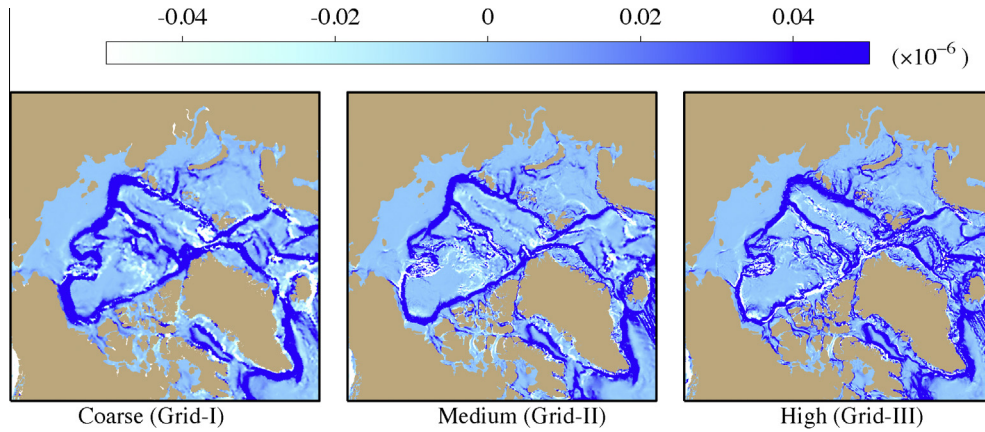 -0.04 -0.02 0 0.02 0.04
(×10⁻⁶ )
Coarse (Grid-I) Medium (Grid-II) High (Grid-III)